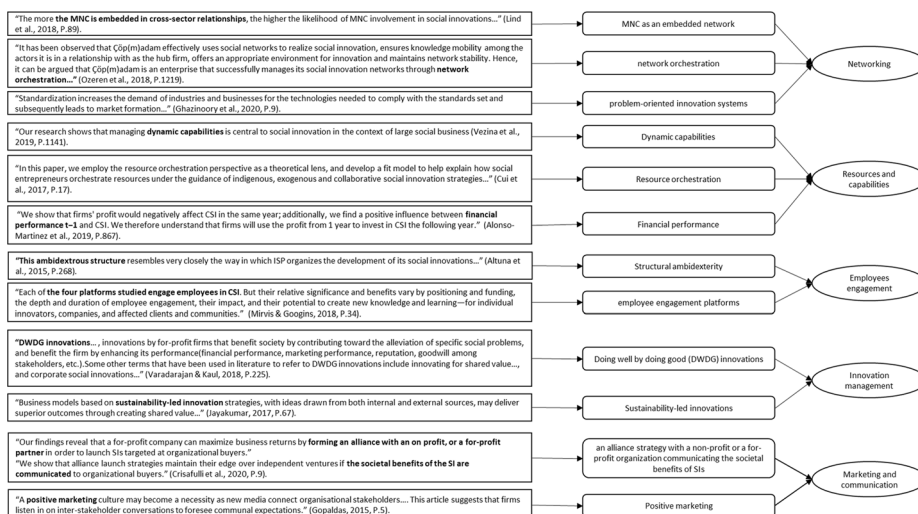 "The more the MNC is embedded in cross-sector relationships, the higher the likelihood of MNC involvement in social innovations…" (Lind
et al., 2018, P.89).
MNC as an embedded network
"It has been observed that Çöp(m)adam effectively uses social networks to realize social innovation, ensures knowledge mobility among the
actors it is in a relationship with as the hub firm, offers an appropriate environment for innovation and maintains network stability. Hence,
it can be argued that Çöp(m)adam is an enterprise that successfully manages its social innovation networks through network
orchestration…" (Ozeren et al., 2018, P.1219).
network orchestration
Networking
"Standardization increases the demand of industries and businesses for the technologies needed to comply with the standards set and
subsequently leads to market formation…" (Ghazinoory et al., 2020, P.9).
problem-oriented innovation systems
"Our research shows that managing dynamic capabilities is central to social innovation in the context of large social business (Vezina et al.,
2019, P.1141).
Dynamic capabilities
"In this paper, we employ the resource orchestration perspective as a theoretical lens, and develop a fit model to help explain how social
entrepreneurs orchestrate resources under the guidance of indigenous, exogenous and collaborative social innovation strategies…" (Cui et
al., 2017, P.17).
Resource orchestration
Resources and
capabilities
"We show that firms' profit would negatively affect CSI in the same year; additionally, we find a positive influence between financial
performance t–1 and CSI. We therefore understand that firms will use the profit from 1 year to invest in CSI the following year." (Alonso-
Martinez et al., 2019, P.867).
Financial performance
"This ambidextrous structure resembles very closely the way in which ISP organizes the development of its social innovations…" (Altuna
et al., 2015, P.268).
Structural ambidexterity
Employees
engagement
"Each of the four platforms studied engage employees in CSI. But their relative significance and benefits vary by positioning and funding,
the depth and duration of employee engagement, their impact, and their potential to create new knowledge and learning—for individual
innovators, companies, and affected clients and communities." (Mirvis & Googins, 2018, P.34).
employee engagement platforms
"DWDG innovations… , innovations by for-profit firms that benefit society by contributing toward the alleviation of specific social problems,
and benefit the firm by enhancing its performance(financial performance, marketing performance, reputation, goodwill among
stakeholders, etc.).Some other terms that have been used in literature to refer to DWDG innovations include innovating for shared value…,
and corporate social innovations…" (Varadarajan & Kaul, 2018, P.225).
Doing well by doing good (DWDG) innovations
Innovation
management
"Business models based on sustainability-led innovation strategies, with ideas drawn from both internal and external sources, may deliver
superior outcomes through creating shared value…" (Jayakumar, 2017, P.67).
Sustainability-led innovations
"Our findings reveal that a for-profit company can maximize business returns by forming an alliance with an on profit, or a for-profit
partner in order to launch SIs targeted at organizational buyers."
"We show that alliance launch strategies maintain their edge over independent ventures if the societal benefits of the SI are
communicated to organizational buyers." (Crisafulli et al., 2020, P.9).
an alliance strategy with a non-profit or a for-
profit organization communicating the societal
benefits of SIs
Marketing and
communication
"A positive marketing culture may become a necessity as new media connect organisational stakeholders…. This article suggests that firms
listen in on inter-stakeholder conversations to foresee communal expectations." (Gopaldas, 2015, P.5).
Positive marketing